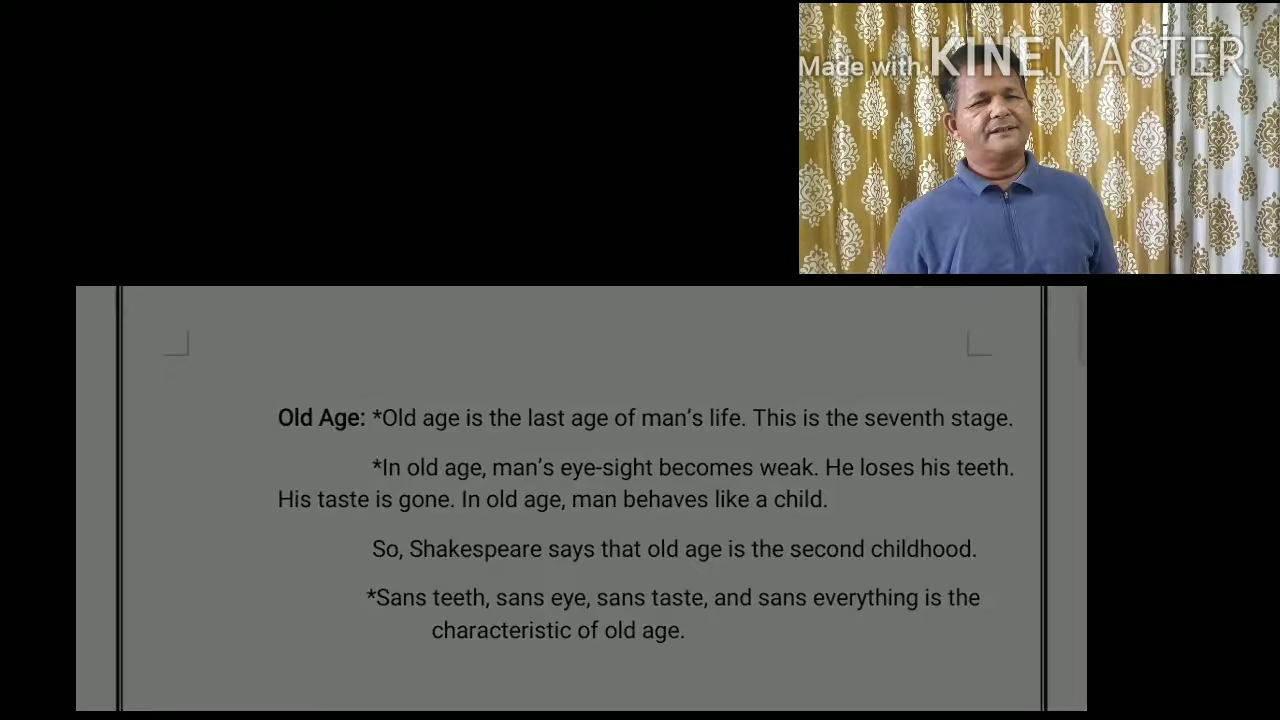 Made with KINEMASTER
Old Age: *Old age is the last age of man’s life. This is the seventh stage.
*In old age, man’s eye-sight becomes weak. He loses his teeth.
His taste is gone. In old age, man behaves like a child.
So, Shakespeare says that old age is the second childhood.
*Sans teeth, sans eye, sans taste, and sans everything is the
characteristic of old age.